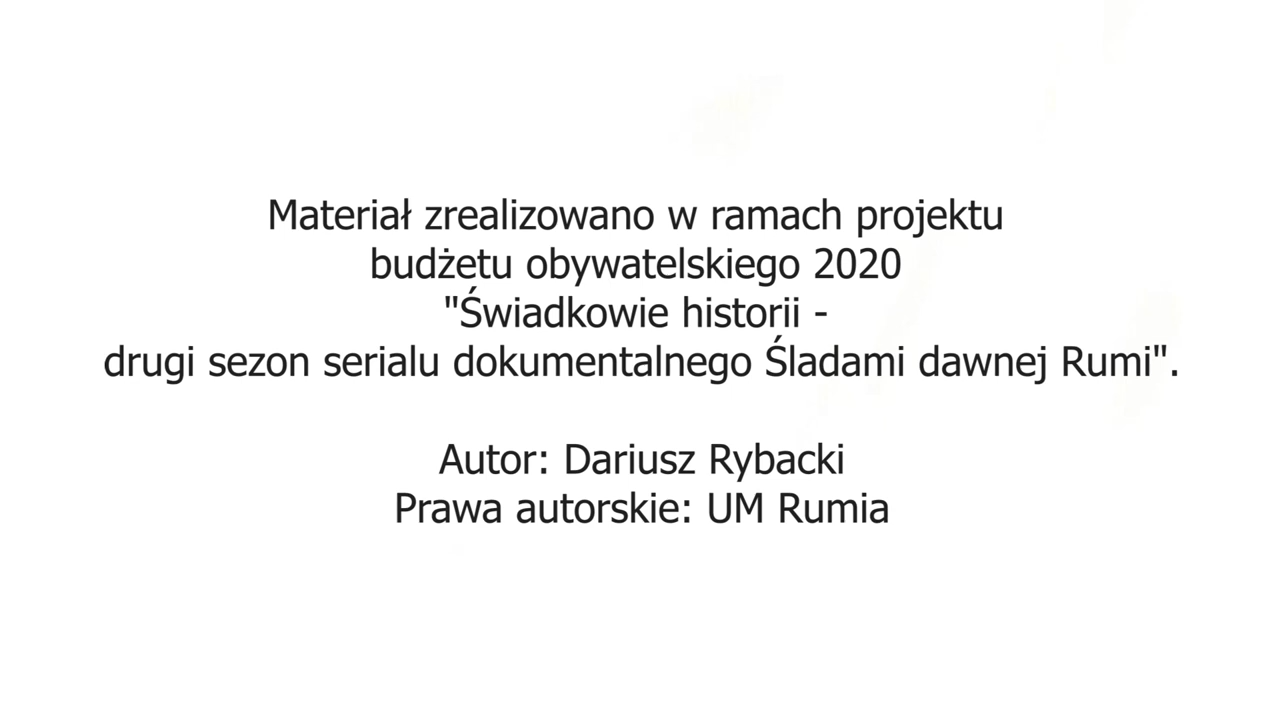 Materiał zrealizowano w ramach projektu
budżetu obywatelskiego 2020
"Świadkowie historii -
drugi sezon serialu dokumentalnego Śladami dawnej Rumi".
Autor: Dariusz Rybacki
Prawa autorskie: UM Rumia